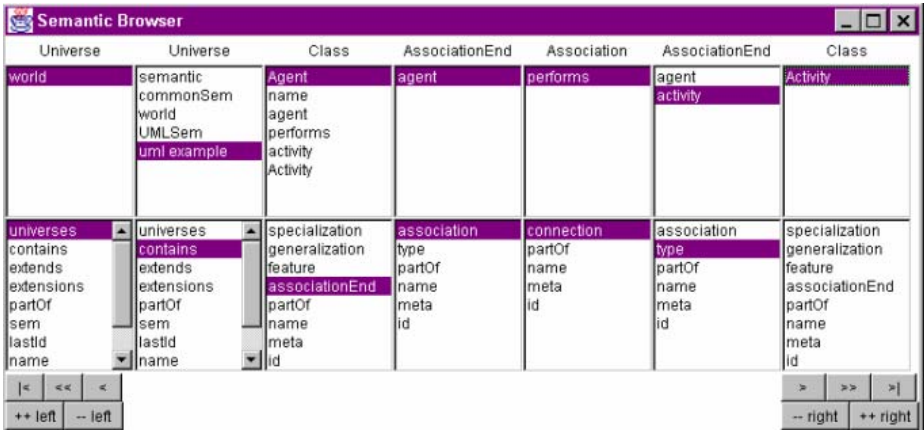 Semantic Browser
Universe Universe Class AssociationEnd Association AssociationEnd Class
world
semantic
commonSem
world
UMLSem
uml example
Agent
name
agent
performs
activity
Activity
agent
performs
agent
activity
Activity
universes
contains
extends
extensions
partOf
sem
lastId
name
universes
contains
extends
extensions
partOf
sem
lastId
name
specialization
generalization
feature
associationEnd
partOf
name
meta
id
association
type
partOf
name
meta
id
connection
partOf
name
meta
id
association
type
partOf
name
meta
id
specialization
generalization
feature
associationEnd
partOf
name
meta
id
|< << < > >> >|
++ left -- left -- right ++ right